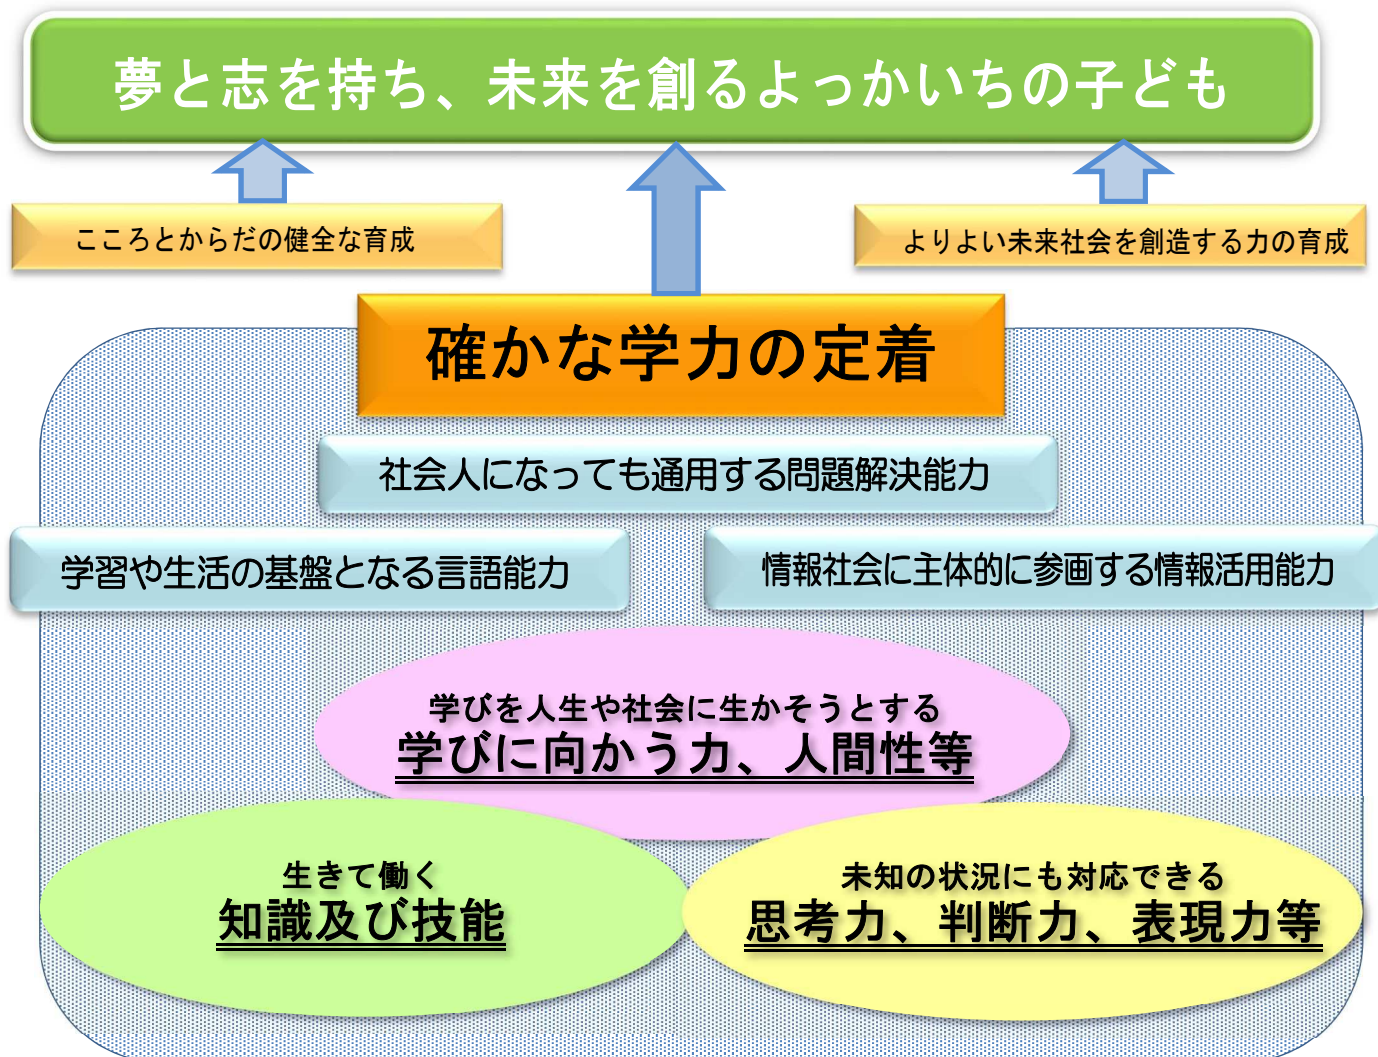 夢と志を持ち、未来を創るよっかいちの子ども
こころとからだの健全な育成
よりよい未来社会を創造する力の育成
確かな学力の定着
社会人になっても通用する問題解決能力
学習や生活の基盤となる言語能力
情報社会に主体的に参画する情報活用能力
学びを人生や社会に生かそうとする
学びに向かう力、人間性等
生きて働く
知識及び技能
未知の状況にも対応できる
思考力、判断力、表現力等